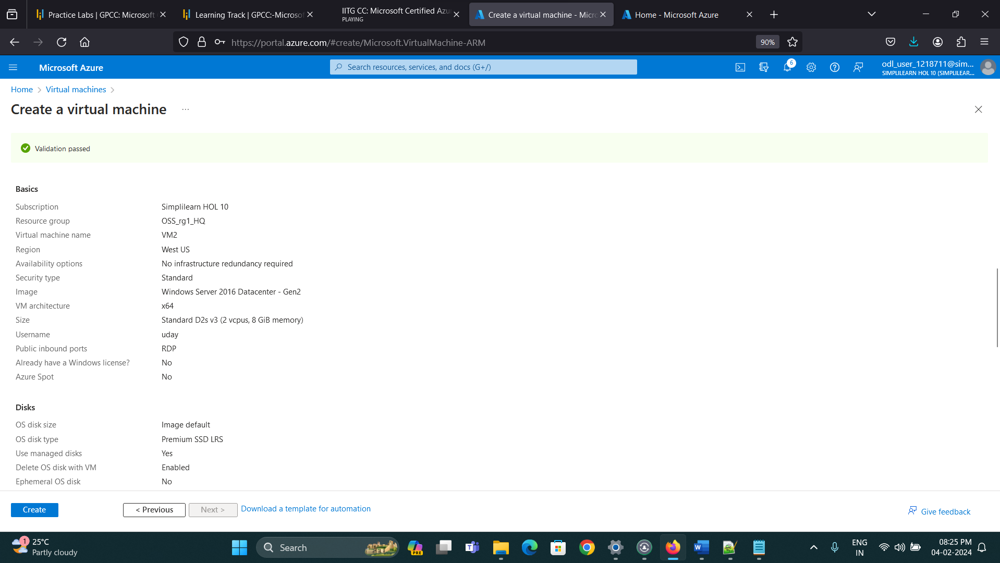 Practice Labs | GPCC: Microsoft
Learning Track | GPCC:-Microsof
IITG CC: Microsoft Certified Azu
PLAYING
Create a virtual machine - Micro
Home - Microsoft Azure
https://portal.azure.com/#create/Microsoft.VirtualMachine-ARM
90%
Microsoft Azure
Search resources, services, and docs (G+/)
6
odl_user_1218711@sim...
SIMPLILEARN HOL 10 (SIMPLILEAR...
Home > Virtual machines >
Create a virtual machine ...
Validation passed
Basics
Subscription Simplilearn HOL 10
Resource group OSS_rg1_HQ
Virtual machine name VM2
Region West US
Availability options No infrastructure redundancy required
Security type Standard
Image Windows Server 2016 Datacenter - Gen2
VM architecture x64
Size Standard D2s v3 (2 vcpus, 8 GiB memory)
Username uday
Public inbound ports RDP
Already have a Windows license? No
Azure Spot No
Disks
OS disk size Image default
OS disk type Premium SSD LRS
Use managed disks Yes
Delete OS disk with VM Enabled
Ephemeral OS disk No
Create
< Previous
Next >
Download a template for automation
Give feedback
1
25°C
Partly cloudy
Search
PRE
ENG
IN
08:25 PM
04-02-2024